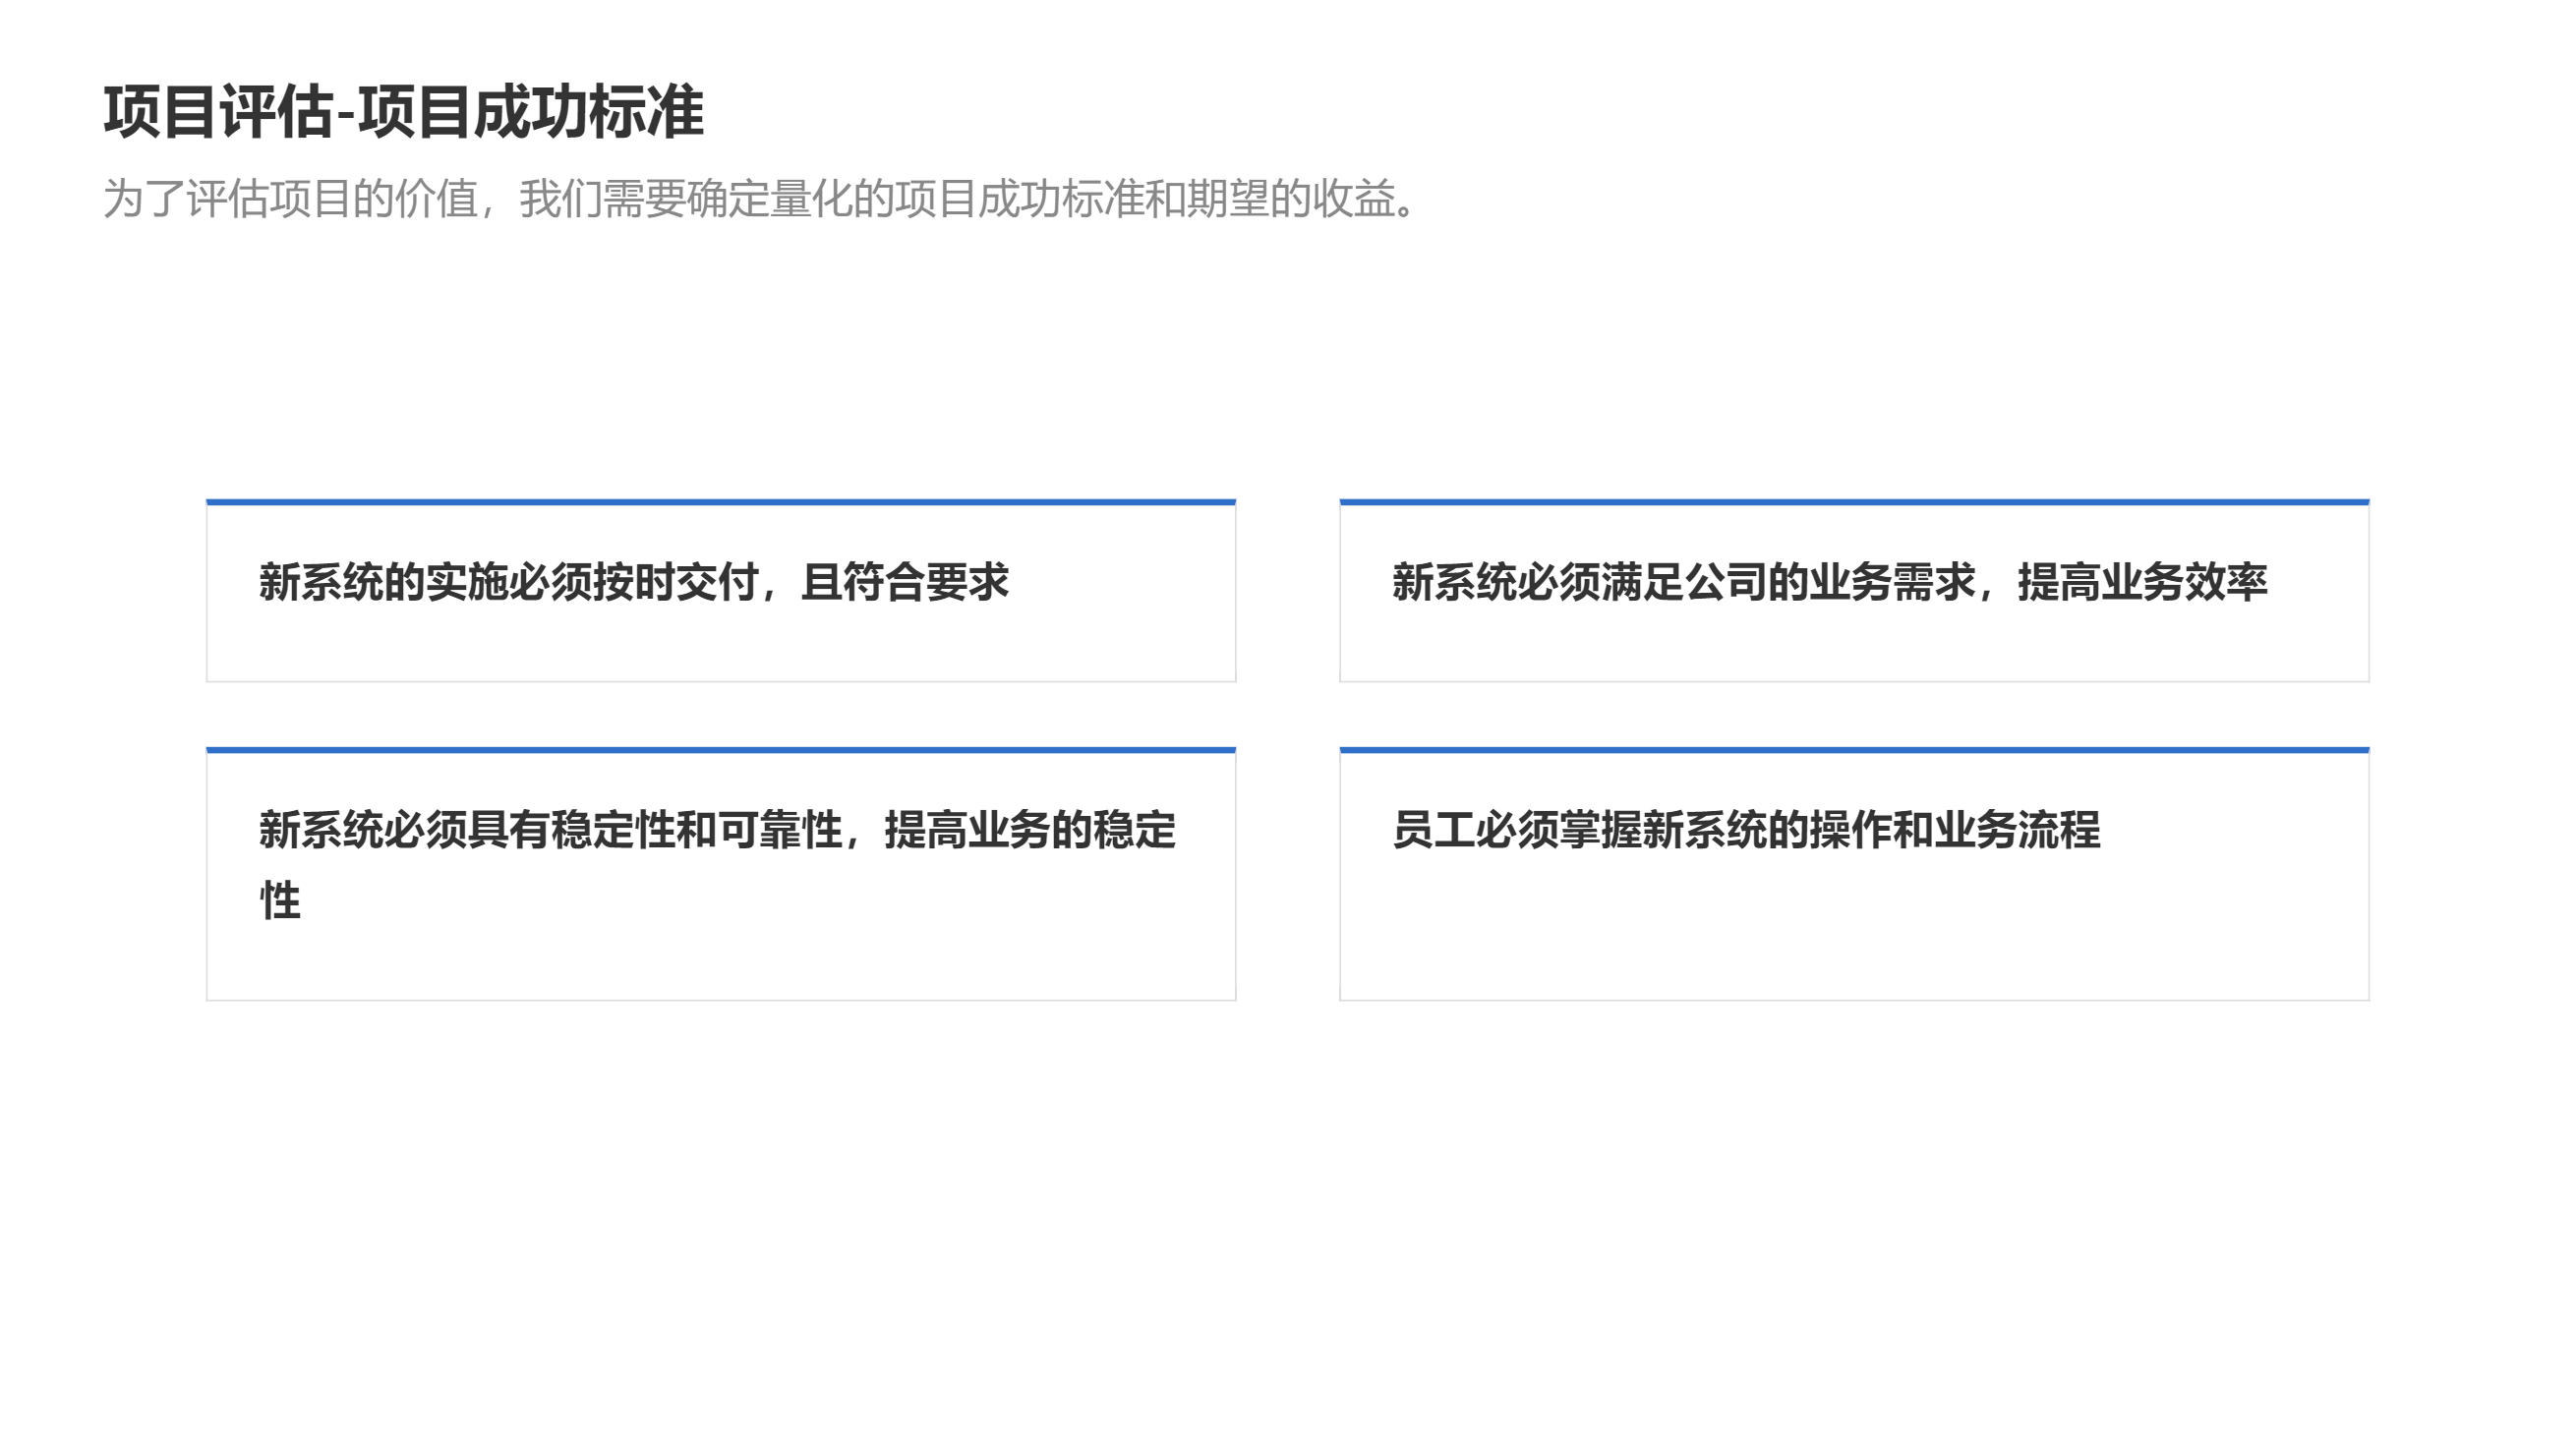 项目评估-项目成功标准
为了评估项目的价值，我们需要确定量化的项目成功标准和期望的收益。
新系统的实施必须按时交付，且符合要求
新系统必须满足公司的业务需求，提高业务效率
新系统必须具有稳定性和可靠性，提高业务的稳定
性
员工必须掌握新系统的操作和业务流程